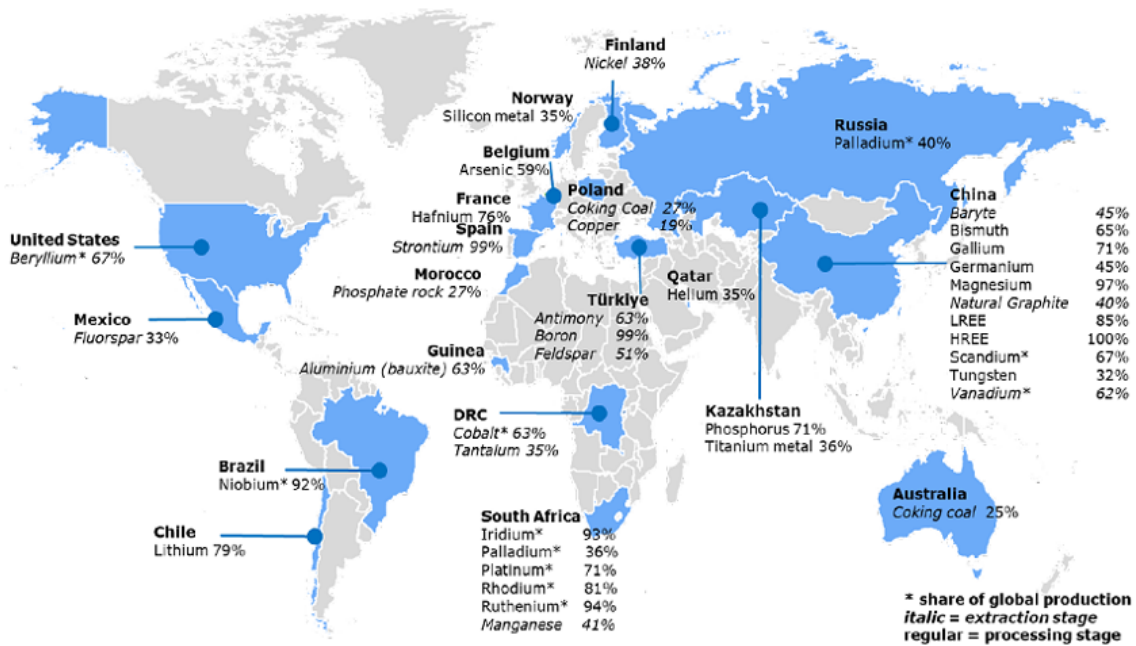 Finland
Nickel 38%
Norway
Silicon metal 35%
Russia
Palladium* 40%
Belgium
Arsenic 59%
France
Hafnium 76%
Poland
Coking Coal 27%
Copper 19%
China
Baryte 45%
Bismuth 65%
Gallium 71%
Germanium 45%
Magnesium 97%
Natural Graphite 40%
LREE 85%
HREE 100%
Scandium* 67%
Tungsten 32%
Vanadium* 62%
Spain
Strontium 99%
United States
Beryllium* 67%
Morocco
Phosphate rock 27%
Qatar
Helium 35%
Türkiye
Antimony 63%
Boron 99%
Feldspar 51%
Mexico
Fluorspar 33%
Guinea
Aluminium (bauxite) 63%
DRC
Cobalt* 63%
Tantalum 35%
Kazakhstan
Phosphorus 71%
Titanium metal 36%
Brazil
Niobium* 92%
Australia
Coking coal 25%
Chile
Lithium 79%
South Africa
Iridium* 93%
Palladium* 36%
Platinum* 71%
Rhodium* 81%
Ruthenium* 94%
Manganese 41%
* share of global production
italic = extraction stage
regular = processing stage